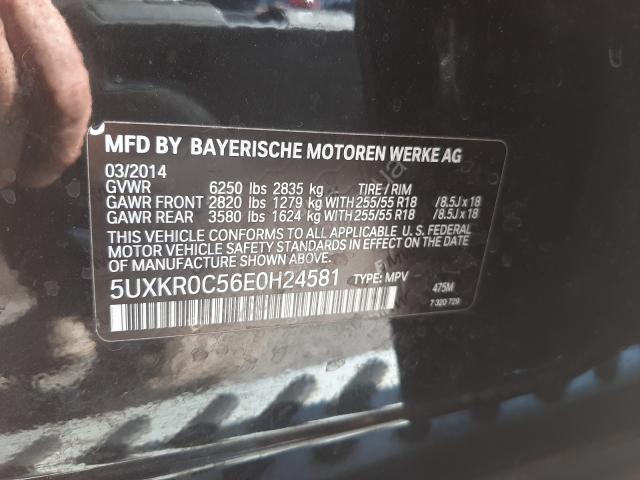 MFD BY BAYERISCHE MOTOREN WERKE AG
03/2014
GVWR 6250 lbs 2835 kg TIRE / RIM
GAWR FRONT 2820 lbs 1279 kg WITH 255/55 R18 /8.5J x 18
GAWR REAR 3580 lbs 1624 kg WITH 255/55 R18 /8.5J x 18
THIS VEHICLE CONFORMS TO ALL APPLICABLE U. S. FEDERAL
MOTOR VEHICLE SAFETY STANDARDS IN EFFECT ON THE DATE
OF MANUFACTURE SHOWN ABOVE.
5UXKR0C56E0H24581 TYPE: MPV 475M
7 320 729